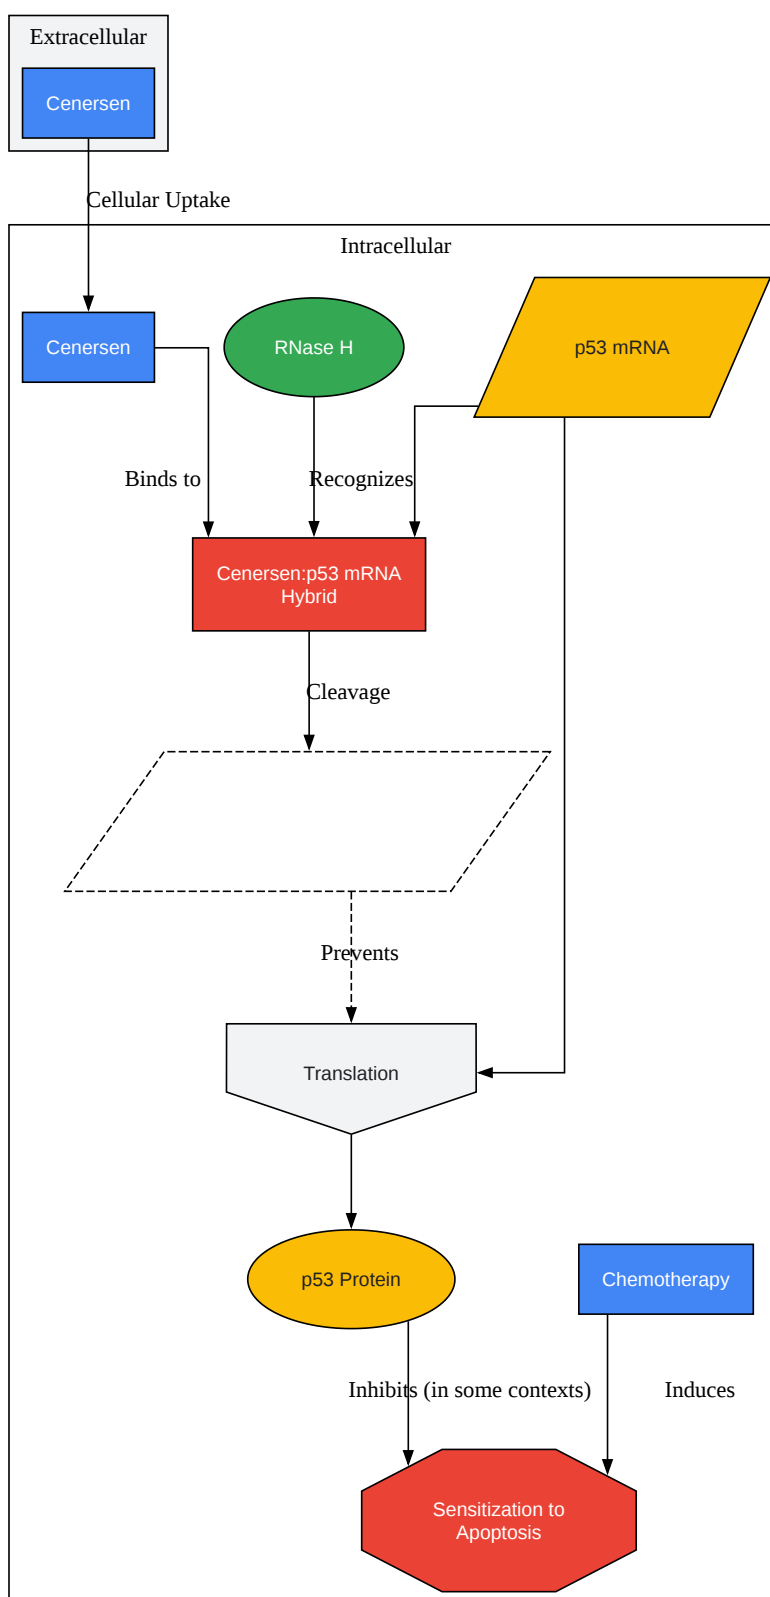 Extracellular
Cenersen
Cellular Uptake
Intracellular
Cenersen
RNase H
p53 mRNA
Binds to
Recognizes
Cenersen:p53 mRNA
Hybrid
Cleavage
Prevents
Translation
p53 Protein
Chemotherapy
Inhibits (in some contexts)
Induces
Sensitization to
Apoptosis